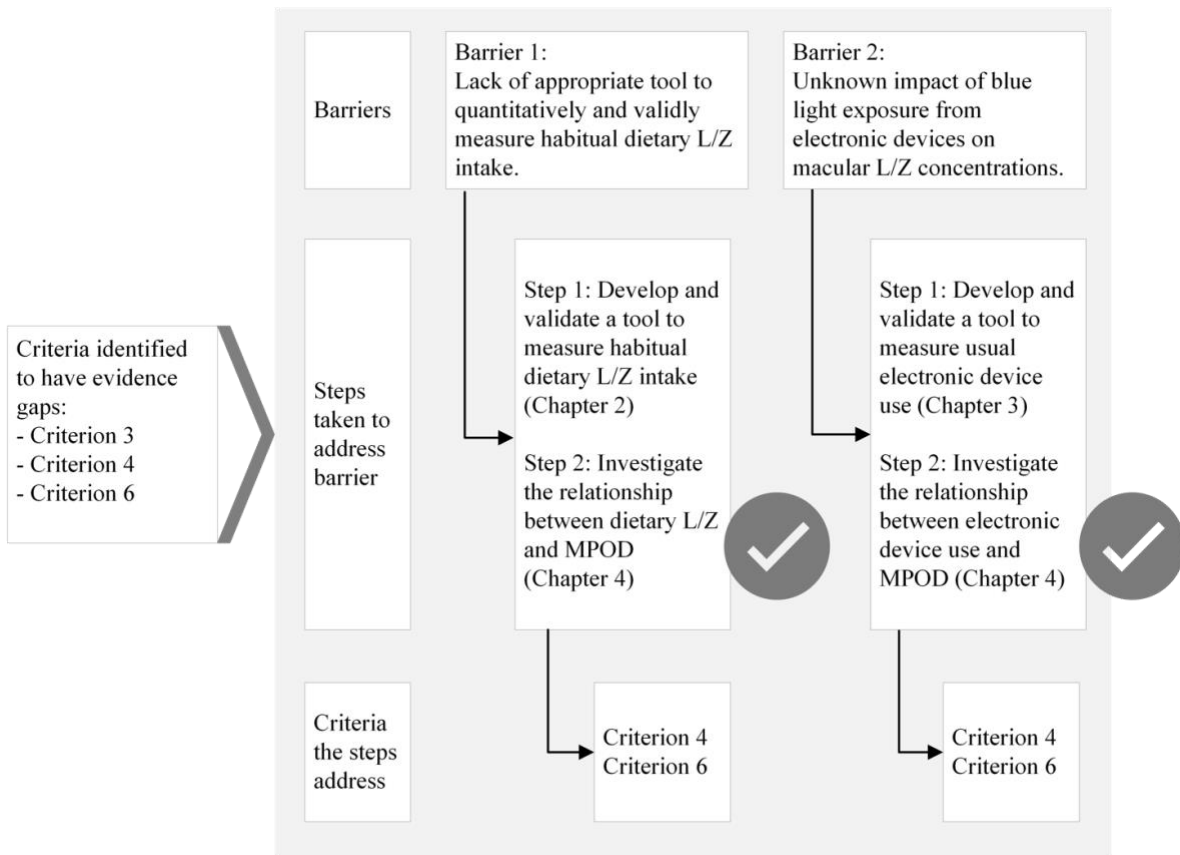 Criteria identified
to have evidence
gaps:
- Criterion 3
- Criterion 4
- Criterion 6
Barriers
Barrier 1:
Lack of appropriate tool to
quantitatively and validly
measure habitual dietary L/Z
intake.
Barrier 2:
Unknown impact of blue
light exposure from
electronic devices on
macular L/Z concentrations.
Steps
taken to
address
barrier
Step 1: Develop and
validate a tool to
measure habitual
dietary L/Z intake
(Chapter 2)
Step 2: Investigate
the relationship
between dietary L/Z
and MPOD
(Chapter 4)
Step 1: Develop and
validate a tool to
measure usual
electronic device
use (Chapter 3)
Step 2: Investigate
the relationship
between electronic
device use and
MPOD (Chapter 4)
Criteria
the steps
address
Criterion 4
Criterion 6
Criterion 4
Criterion 6